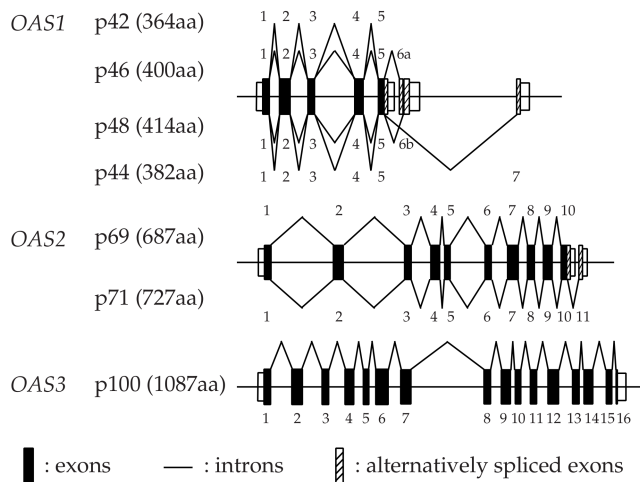 1 2 3 4 5
OAS1 p42 (364aa)
1 2 3 4 5 6a
p46 (400aa)
p48 (414aa)
1 2 3 4 5 6b
p44 (382aa)
1 2 3 4 5 7
1 2 3 4 5 6 7 8 9 10
OAS2 p69 (687aa)
p71 (727aa)
1 2 3 4 5 6 7 8 9 10 11
OAS3 p100 (1087aa)
1 2 3 4 5 6 7 8 9 10 11 12 13 14 15 16
: exons : introns : alternatively spliced exons